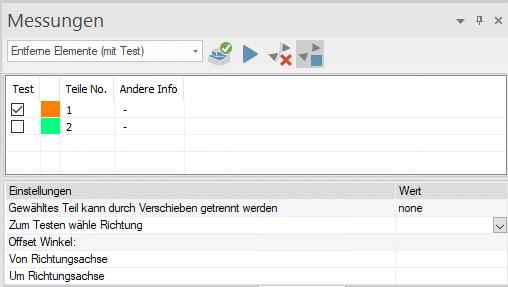 Messungen
Entferne Elemente (mit Test)
Test Teile No. Andere Info
1 -
2 -
Einstellungen Wert
Gewähltes Teil kann durch Verschieben getrennt werden none
Zum Testen wähle Richtung
Offset Winkel:
Von Richtungsachse
Um Richtungsachse